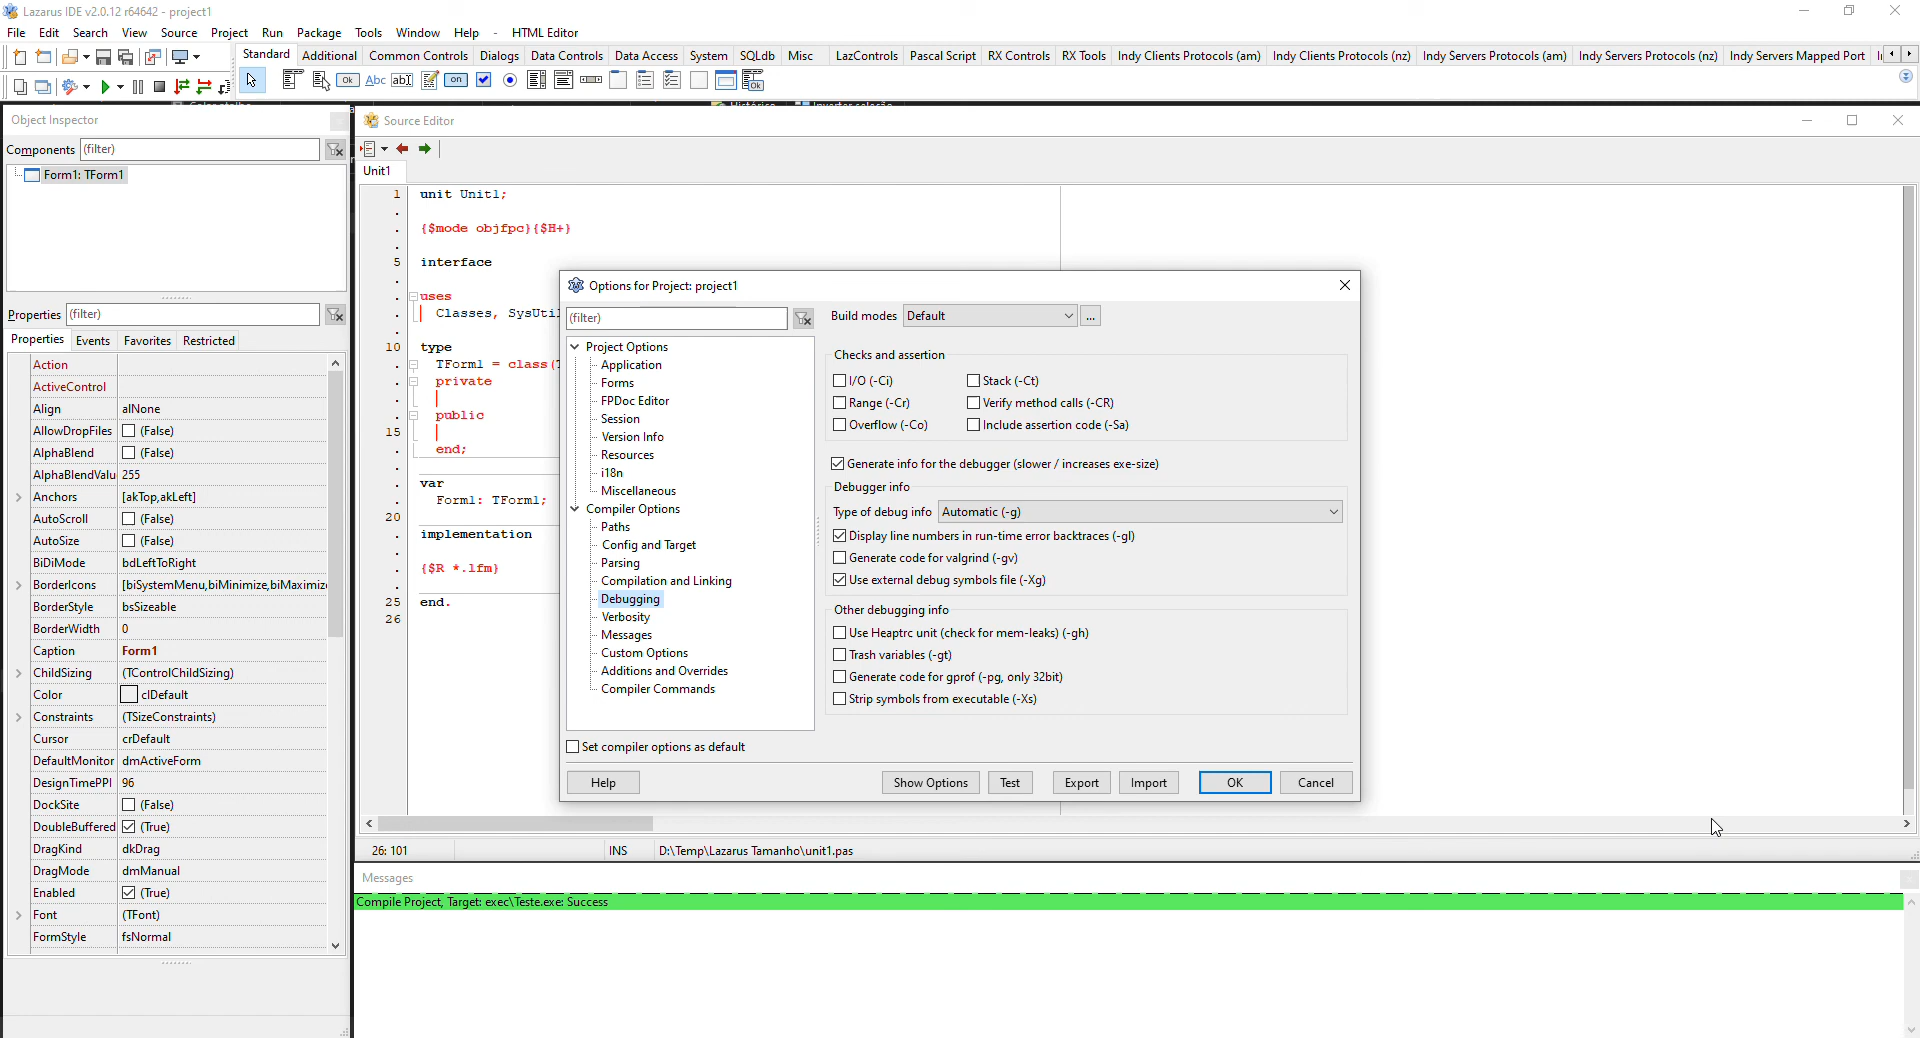 Lazarus IDE v2.0.12 r64642 - project1
File Edit Search View Source Project Run Package Tools Window Help - HTML Editor
Standard Additional Common Controls Dialogs Data Controls Data Access System SQLdb Misc LazControls Pascal Script RX Controls RX Tools Indy Clients Protocols (am) Indy Clients Protocols (nz) Indy Servers Protocols (am) Indy Servers Protocols (nz) Indy Servers Mapped Port
Ok Abc abI on Ok
Object Inspector
Components (filter)
Form1: TForm1
Properties (filter)
Properties Events Favorites Restricted
Action
ActiveControl
Align alNone
AllowDropFiles (False)
AlphaBlend (False)
AlphaBlendValu 255
Anchors [akTop,akLeft]
AutoScroll (False)
AutoSize (False)
BiDiMode bdLeftToRight
BorderIcons [biSystemMenu,biMinimize,biMaximiz
BorderStyle bsSizeable
BorderWidth 0
Caption Form1
ChildSizing (TControlChildSizing)
Color clDefault
Constraints (TSizeConstraints)
Cursor crDefault
DefaultMonitor dmActiveForm
DesignTimePPI 96
DockSite (False)
DoubleBuffered (True)
DragKind dkDrag
DragMode dmManual
Enabled (True)
Font (TFont)
FormStyle fsNormal
Source Editor
Unit1
1 unit Unit1;
{$mode objfpc}{$H+}
5 interface
uses
Classes, SysUtil
10 type
TForm1 = class(T
private
public
15
end;
var
Form1: TForm1;
20
implementation
{$R *.lfm}
25 end.
26
26: 101 INS D:\Temp\Lazarus Tamanho\unit1.pas
Options for Project: project1
(filter)
Project Options
Application
Forms
FPDoc Editor
Session
Version Info
Resources
i18n
Miscellaneous
Compiler Options
Paths
Config and Target
Parsing
Compilation and Linking
Debugging
Verbosity
Messages
Custom Options
Additions and Overrides
Compiler Commands
Build modes Default ...
Checks and assertion
I/O (-Ci) Stack (-Ct)
Range (-Cr) Verify method calls (-CR)
Overflow (-Co) Include assertion code (-Sa)
Generate info for the debugger (slower / increases exe-size)
Debugger info
Type of debug info Automatic (-g)
Display line numbers in run-time error backtraces (-gl)
Generate code for valgrind (-gv)
Use external debug symbols file (-Xg)
Other debugging info
Use Heaptrc unit (check for mem-leaks) (-gh)
Trash variables (-gt)
Generate code for gprof (-pg, only 32bit)
Strip symbols from executable (-Xs)
Set compiler options as default
Help Show Options Test Export Import OK Cancel
Messages
Compile Project, Target: exec\Teste.exe: Success